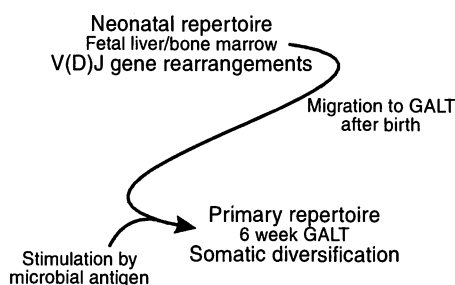 Neonatal repertoire
Fetal liver/bone marrow
V(D)J gene rearrangements
Migration to GALT
after birth
Primary repertoire
6 week GALT
Somatic diversification
Stimulation by
microbial antigen